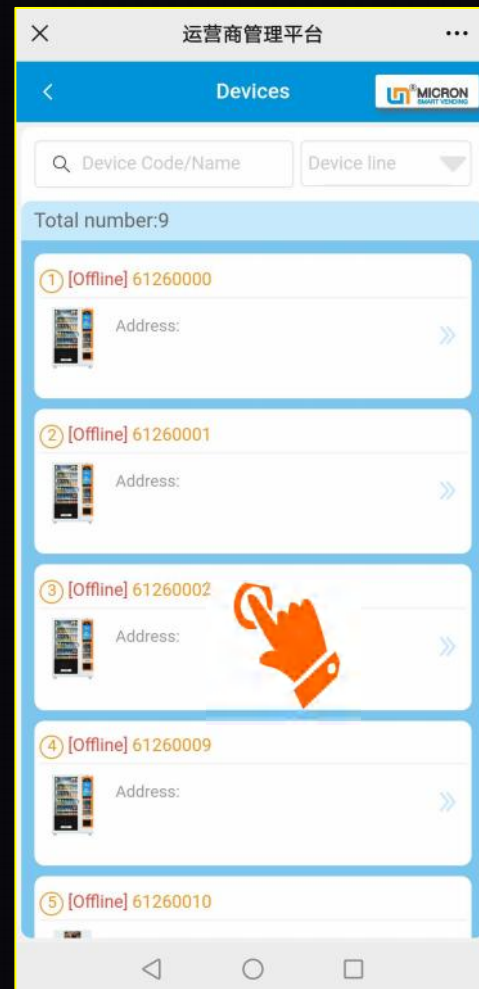 运营商管理平台
Devices
MICRON
SMART VENDING
Device Code/Name
Device line
Total number:9
1 [Offline] 61260000
Address:
2 [Offline] 61260001
Address:
3 [Offline] 61260002
Address:
4 [Offline] 61260009
Address:
5 [Offline] 61260010